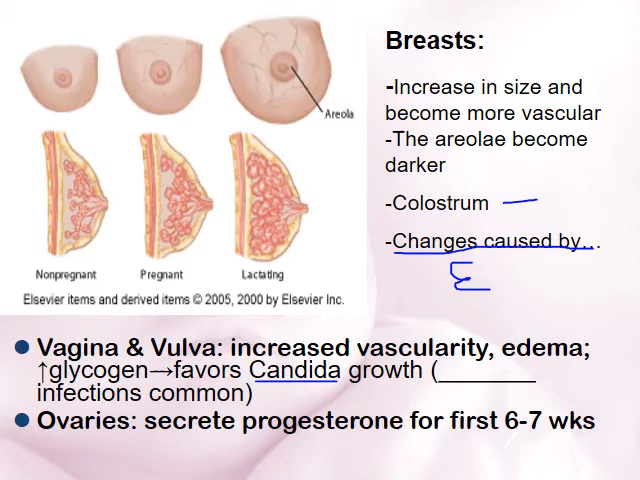 Breasts:
-Increase in size and
become more vascular
-The areolae become
darker
-Colostrum
-Changes caused by...
Areola
Nonpregnant
Pregnant
Lactating
Elsevier items and derived items © 2005, 2000 by Elsevier Inc.
Vagina & Vulva: increased vascularity, edema;
↑glycogen→favors Candida growth (________
infections common)
Ovaries: secrete progesterone for first 6-7 wks